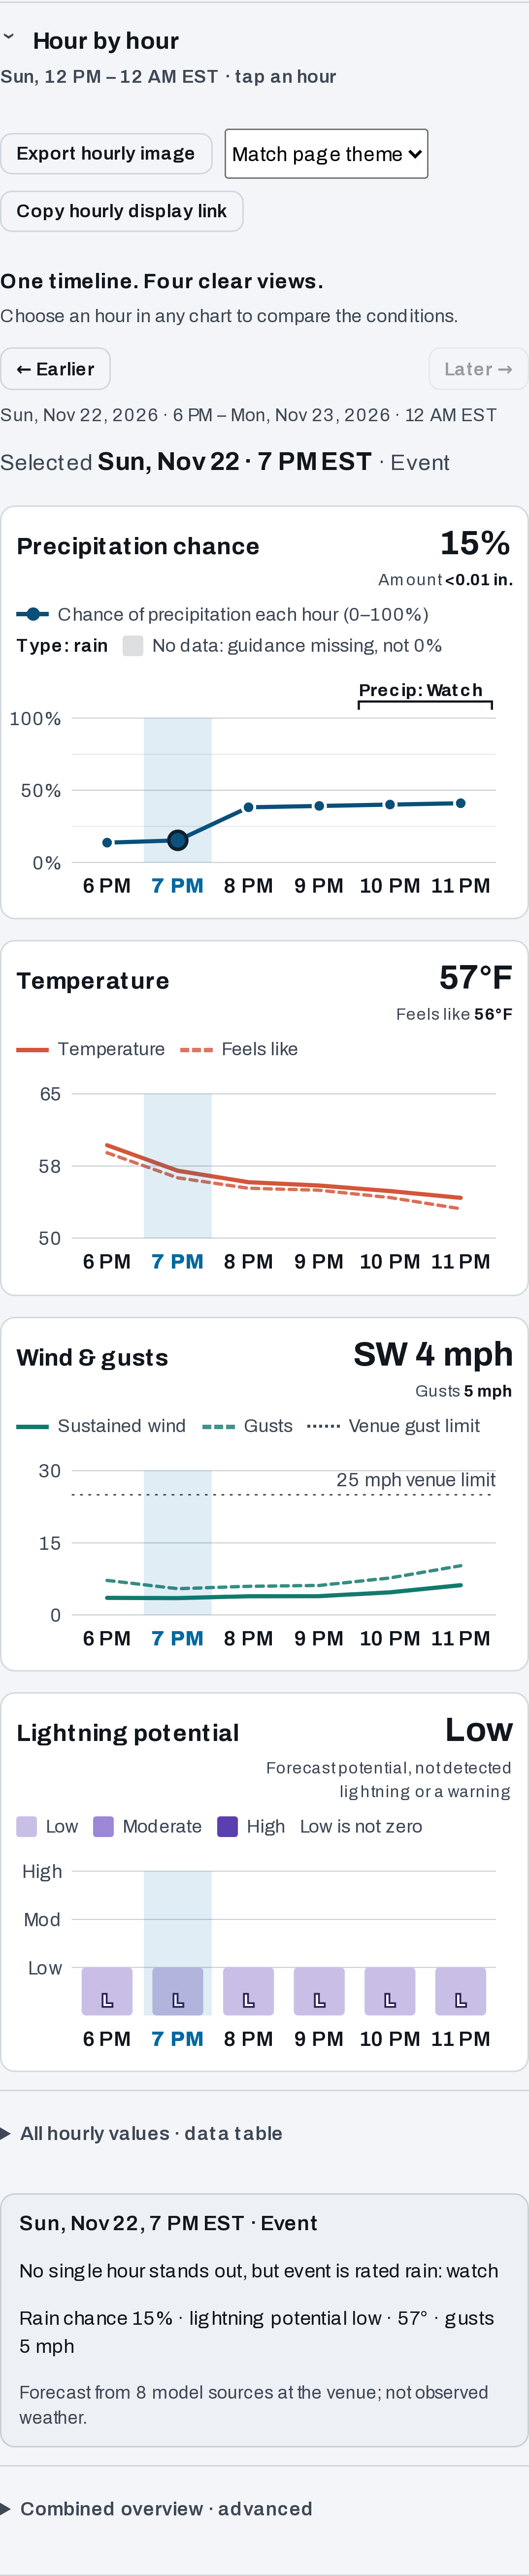 Hour by hour
Sun, 12 PM – 12 AM EST · tap an hour
Export hourly image
Match page theme
Copy hourly display link
One timeline. Four clear views.
Choose an hour in any chart to compare the conditions.
← Earlier
Later →
Sun, Nov 22, 2026 · 6 PM – Mon, Nov 23, 2026 · 12 AM EST
Selected Sun, Nov 22 · 7 PM EST · Event
Precipitation chance
15%
Amount <0.01 in.
Chance of precipitation each hour (0–100%)
Type: rain
No data: guidance missing, not 0%
Precip: Watch
100%
50%
0%
6 PM 7 PM 8 PM 9 PM 10 PM 11 PM
Temperature
57°F
Feels like 56°F
Temperature
Feels like
65
58
50
6 PM 7 PM 8 PM 9 PM 10 PM 11 PM
Wind & gusts
SW 4 mph
Gusts 5 mph
Sustained wind
Gusts
Venue gust limit
30
25 mph venue limit
15
0
6 PM 7 PM 8 PM 9 PM 10 PM 11 PM
Lightning potential
Low
Forecast potential, not detected
lightning or a warning
Low
Moderate
High
Low is not zero
High
Mod
Low
L L L L L L
6 PM 7 PM 8 PM 9 PM 10 PM 11 PM
All hourly values · data table
Sun, Nov 22, 7 PM EST · Event
No single hour stands out, but event is rated rain: watch
Rain chance 15% · lightning potential low · 57° · gusts
5 mph
Forecast from 8 model sources at the venue; not observed
weather.
Combined overview · advanced